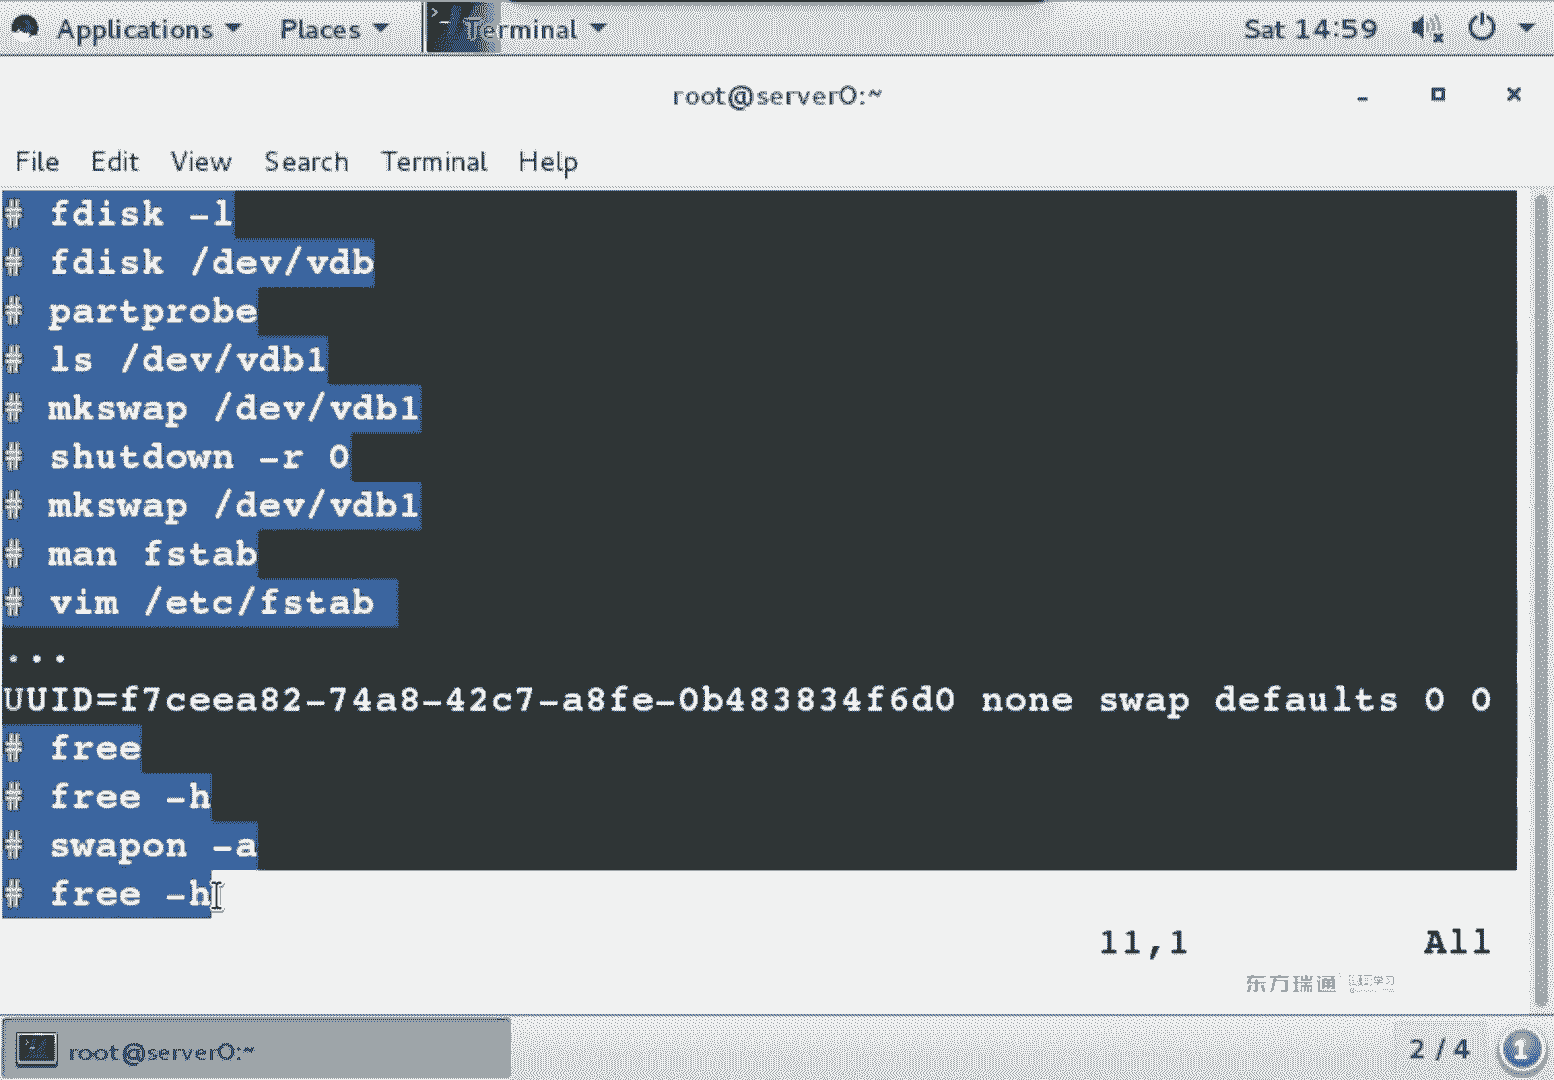 Applications Places Terminal Sat 14:59
root@server0:~
File Edit View Search Terminal Help
# fdisk -l
# fdisk /dev/vdb
# partprobe
# ls /dev/vdb1
# mkswap /dev/vdb1
# shutdown -r 0
# mkswap /dev/vdb1
# man fstab
# vim /etc/fstab
...
UUID=f7ceea82-74a8-42c7-a8fe-0b483834f6d0 none swap defaults 0 0
# free
# free -h
# swapon -a
# free -h
11,1 All
东方瑞通
root@server0:~ 2 / 4 1